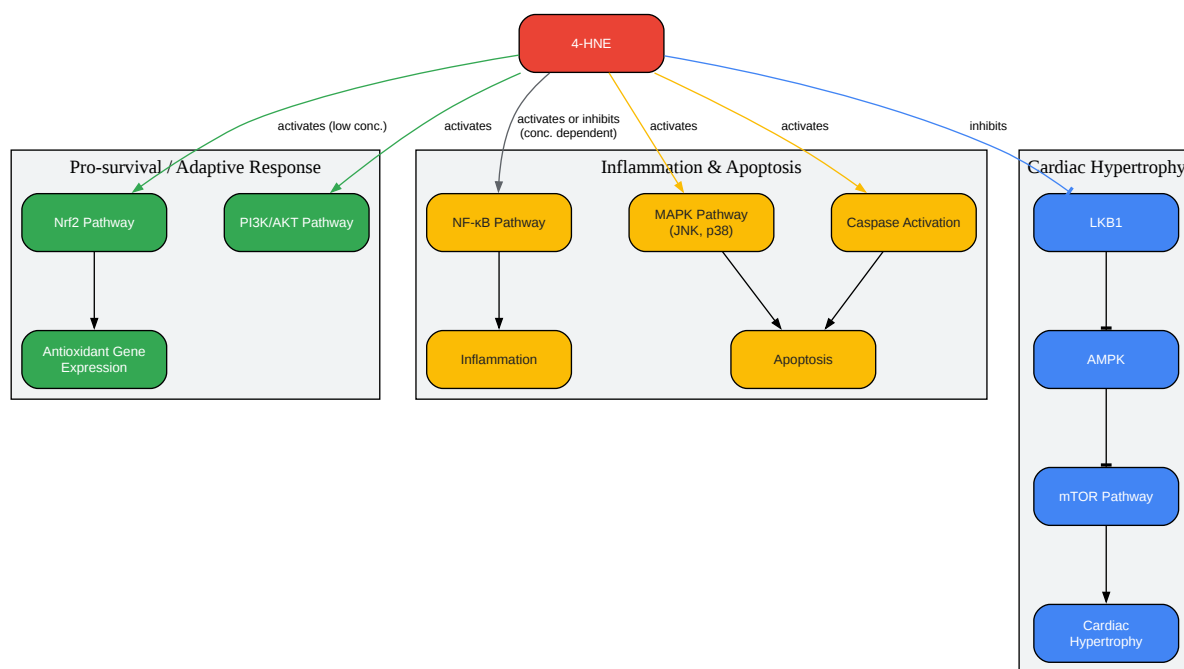 4-HNE
activates (low conc.)
activates
activates or inhibits
(conc. dependent)
activates
activates
inhibits
Pro-survival / Adaptive Response
Inflammation & Apoptosis
Cardiac Hypertrophy
Nrf2 Pathway
PI3K/AKT Pathway
NF-κB Pathway
MAPK Pathway
(JNK, p38)
Caspase Activation
LKB1
Antioxidant Gene
Expression
Inflammation
Apoptosis
AMPK
mTOR Pathway
Cardiac
Hypertrophy